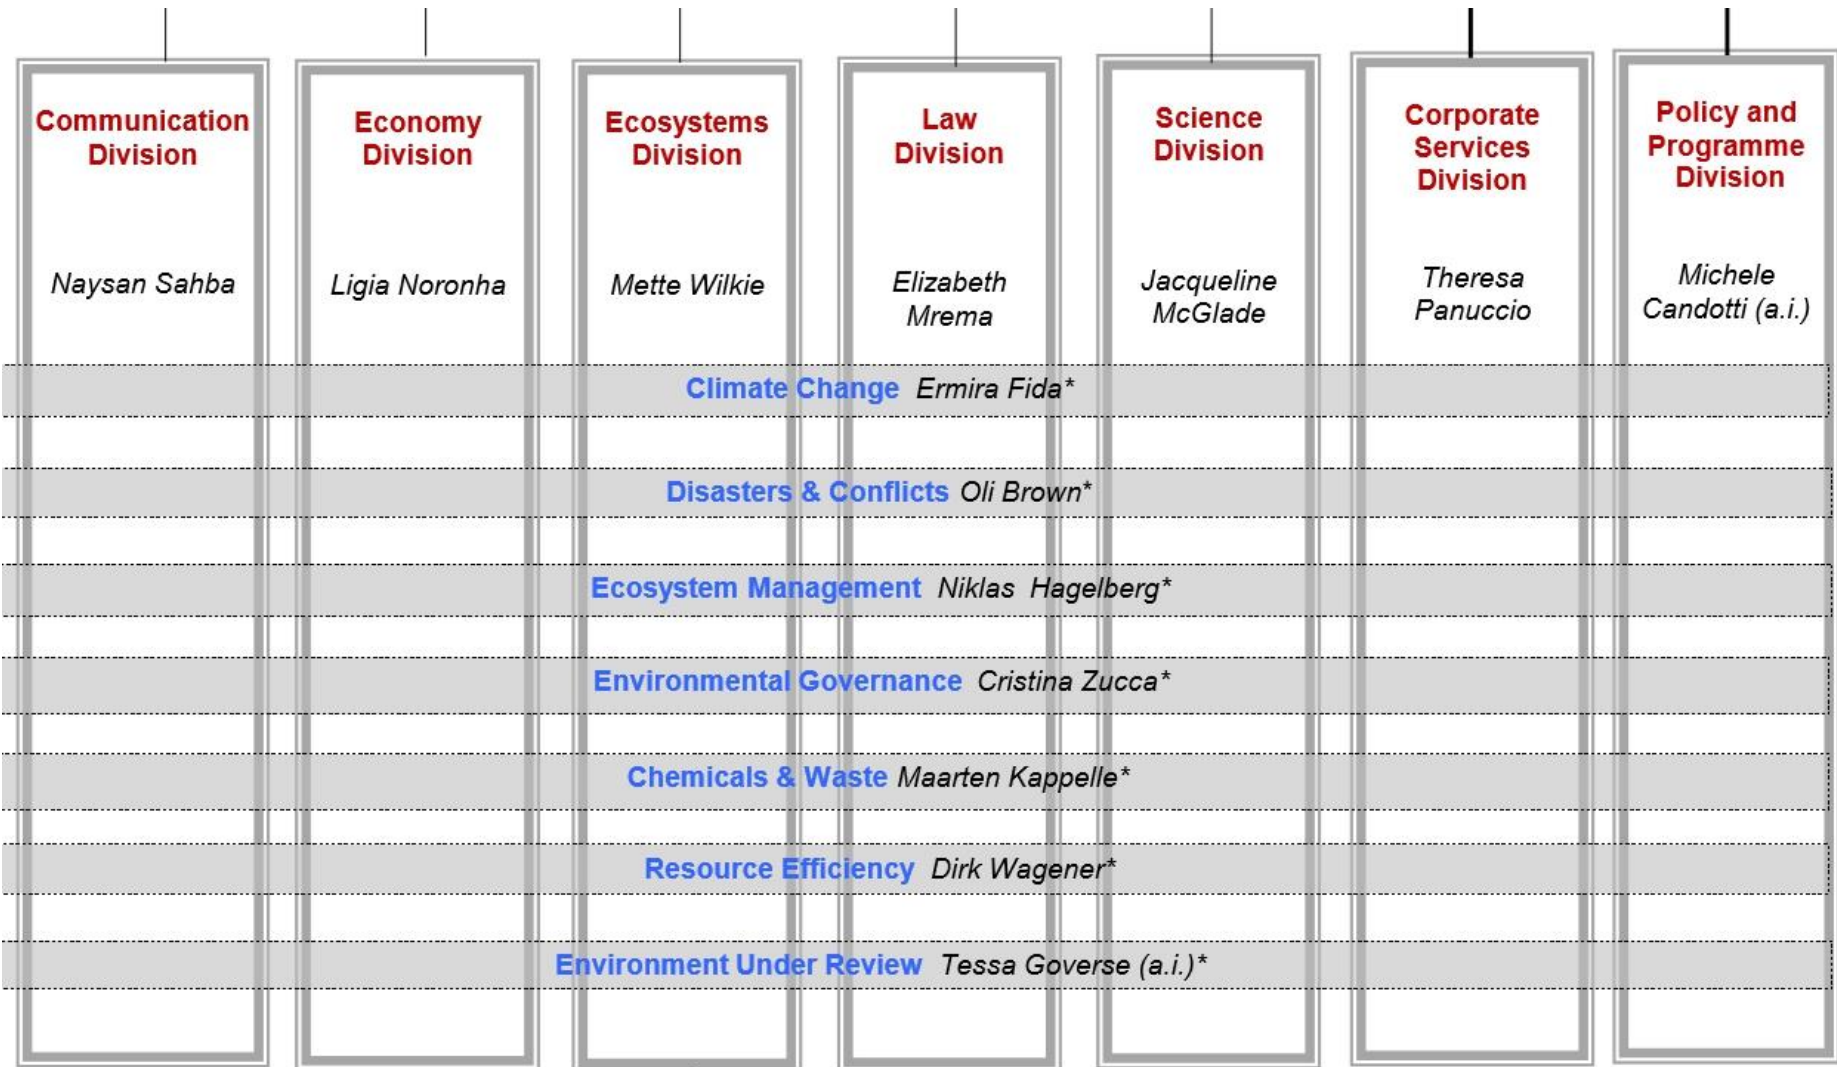 Communication
Division
Economy
Division
Ecosystems
Division
Law
Division
Science
Division
Corporate
Services
Division
Policy and
Programme
Division
Naysan Sahba
Ligia Noronha
Mette Wilkie
Elizabeth
Mrema
Jacqueline
McGlade
Theresa
Panuccio
Michele
Candotti (a.i.)
Climate Change Ermira Fida*
Disasters & Conflicts Oli Brown*
Ecosystem Management Niklas Hagelberg*
Environmental Governance Cristina Zucca*
Chemicals & Waste Maarten Kappelle*
Resource Efficiency Dirk Wagener*
Environment Under Review Tessa Goverse (a.i.)*